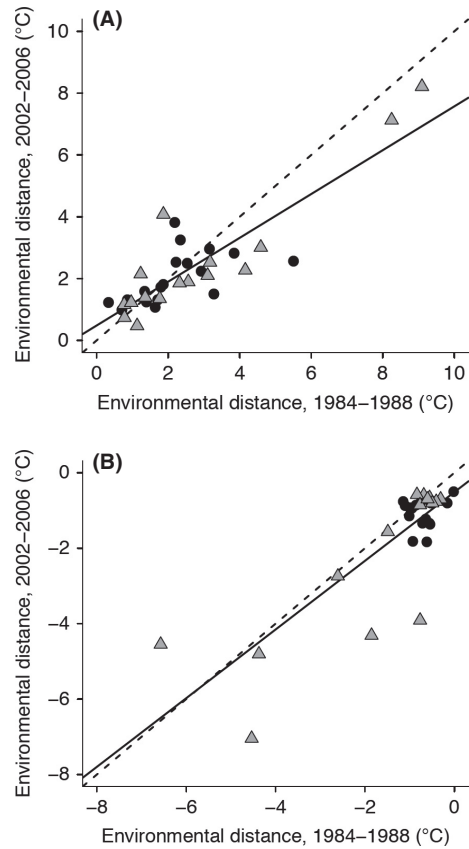 (A)
Environmental distance, 2002–2006 (°C)
10
8
6
4
2
0
0 2 4 6 8 10
Environmental distance, 1984–1988 (°C)
(B)
Environmental distance, 2002–2006 (°C)
0
−2
−4
−6
−8
−8 −6 −4 −2 0
Environmental distance, 1984–1988 (°C)